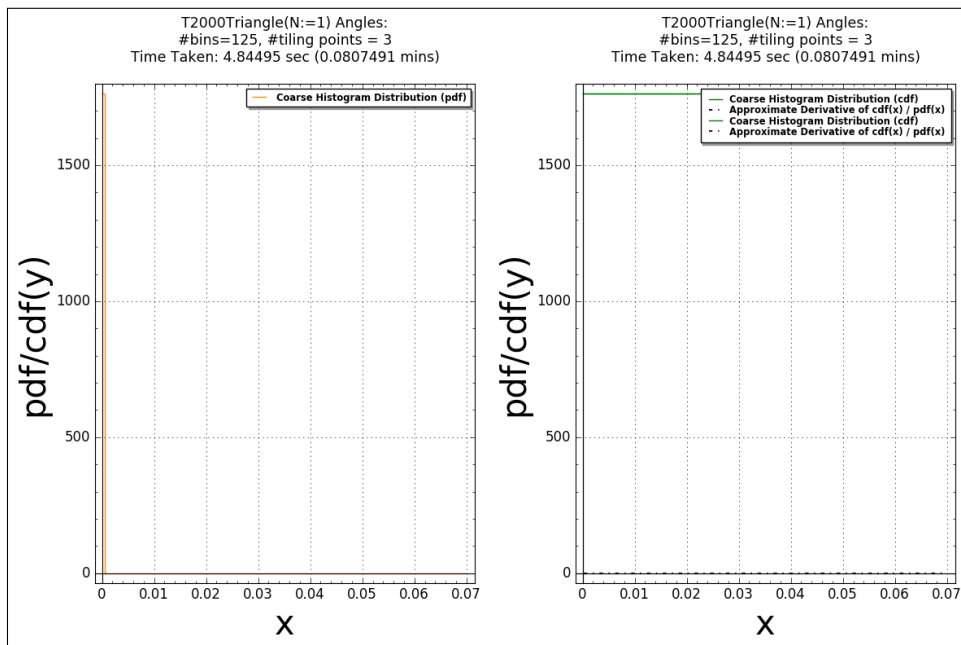 T2000Triangle(N:=1) Angles:
#bins=125, #tiling points = 3
Time Taken: 4.84495 sec (0.0807491 mins)
Coarse Histogram Distribution (pdf)
1500
1000
500
0
pdf/cdf(y)
0 0.01 0.02 0.03 0.04 0.05 0.06 0.07
x
T2000Triangle(N:=1) Angles:
#bins=125, #tiling points = 3
Time Taken: 4.84495 sec (0.0807491 mins)
Coarse Histogram Distribution (cdf)
Approximate Derivative of cdf(x) / pdf(x)
Coarse Histogram Distribution (cdf)
Approximate Derivative of cdf(x) / pdf(x)
1500
1000
500
0
pdf/cdf(y)
0 0.01 0.02 0.03 0.04 0.05 0.06 0.07
x